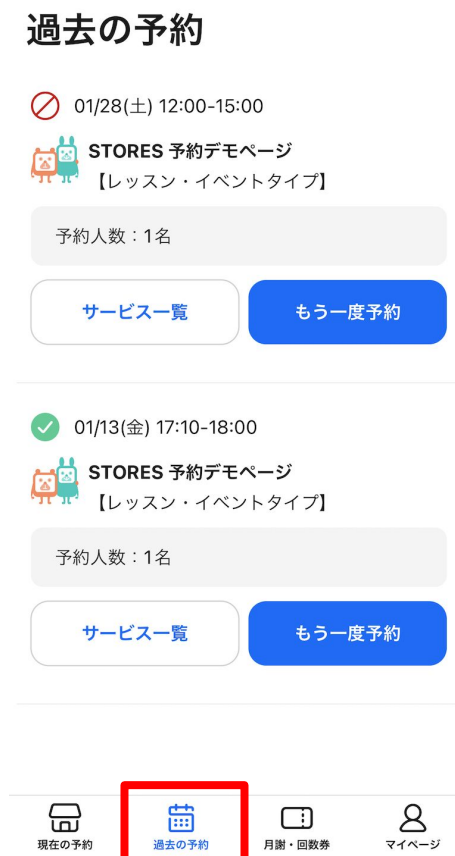 過去の予約
01/28(土) 12:00-15:00
STORES 予約デモページ
【レッスン・イベントタイプ】
予約人数：1名
サービス一覧
もう一度予約
01/13(金) 17:10-18:00
STORES 予約デモページ
【レッスン・イベントタイプ】
予約人数：1名
サービス一覧
もう一度予約
現在の予約
過去の予約
月謝・回数券
マイページ